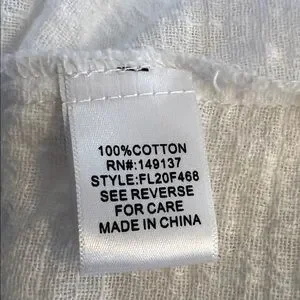 100%COTTON
RN#:149137
STYLE:FL20F468
SEE REVERSE
FOR CARE
MADE IN CHINA